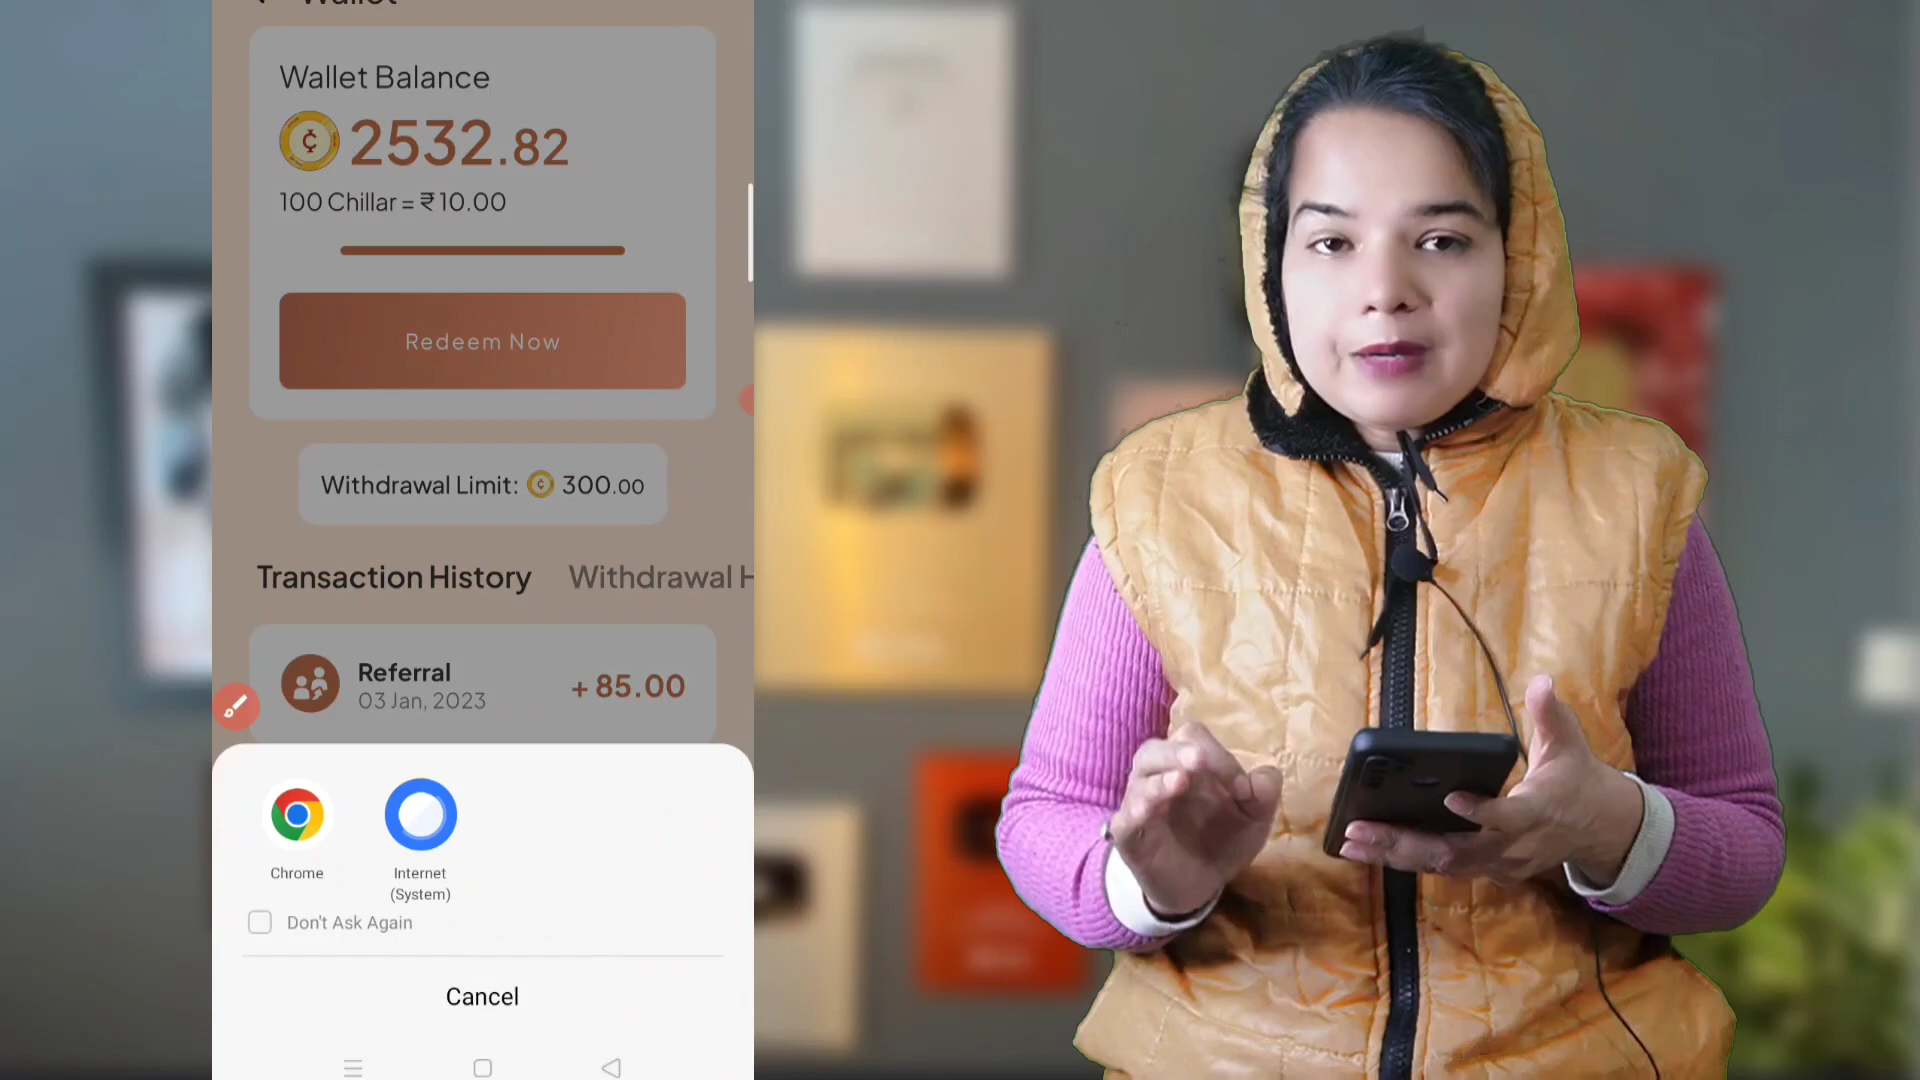 Wallet Balance
2532.82
100 Chillar = ₹10.00
Redeem Now
Withdrawal Limit: 300.00
Transaction History Withdrawal H
Referral
03 Jan, 2023
+ 85.00
Chrome
Internet
(System)
Don't Ask Again
Cancel